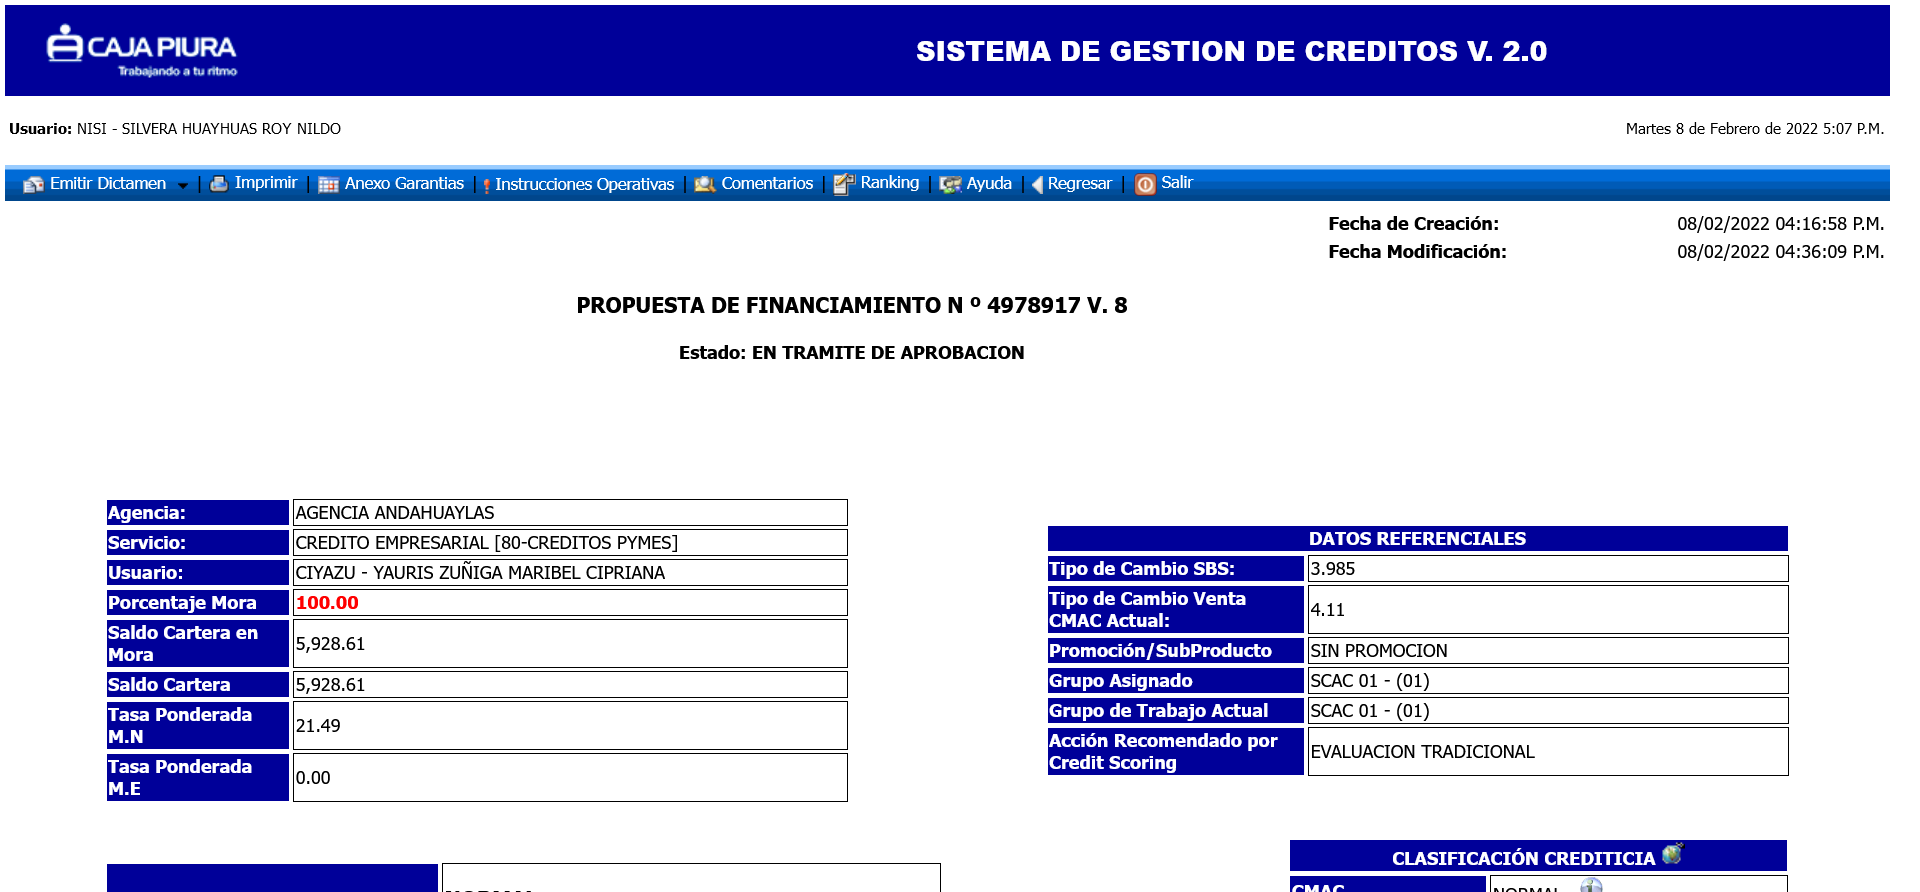 CAJA PIURA
Trabajando a tu ritmo
SISTEMA DE GESTION DE CREDITOS V. 2.0
Usuario: NISI - SILVERA HUAYHUAS ROY NILDO
Martes 8 de Febrero de 2022 5:07 P.M.
Emitir Dictamen | Imprimir | Anexo Garantias | Instrucciones Operativas | Comentarios | Ranking | Ayuda | Regresar | Salir
Fecha de Creación: 08/02/2022 04:16:58 P.M.
Fecha Modificación: 08/02/2022 04:36:09 P.M.
PROPUESTA DE FINANCIAMIENTO N º 4978917 V. 8
Estado: EN TRAMITE DE APROBACION
Agencia: AGENCIA ANDAHUAYLAS
Servicio: CREDITO EMPRESARIAL [80-CREDITOS PYMES]
Usuario: CIYAZU - YAURIS ZUÑIGA MARIBEL CIPRIANA
Porcentaje Mora 100.00
Saldo Cartera en
Mora
5,928.61
Saldo Cartera 5,928.61
Tasa Ponderada
M.N
21.49
Tasa Ponderada
M.E
0.00
DATOS REFERENCIALES
Tipo de Cambio SBS: 3.985
Tipo de Cambio Venta
CMAC Actual:
4.11
Promoción/SubProducto SIN PROMOCION
Grupo Asignado SCAC 01 - (01)
Grupo de Trabajo Actual SCAC 01 - (01)
Acción Recomendado por
Credit Scoring
EVALUACION TRADICIONAL
CLASIFICACIÓN CREDITICIA
CMAC NORMAL